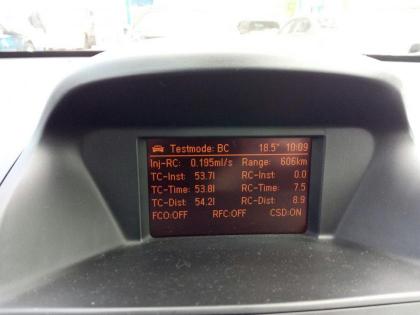 Testmode: BC 18.5° 10:09
Inj-RC: 0.195ml/s Range: 606km
TC-Inst: 53.7l RC-Inst: 0.0
TC-Time: 53.8l RC-Time: 7.5
TC-Dist: 54.2l RC-Dist: 8.9
FCO:OFF RFC:OFF CSD:ON